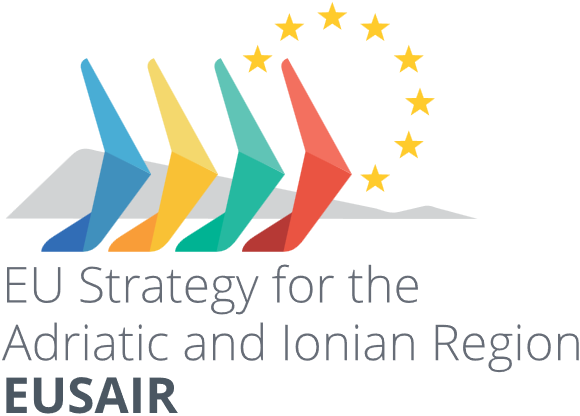 EU Strategy for the
Adriatic and Ionian Region
EUSAIR